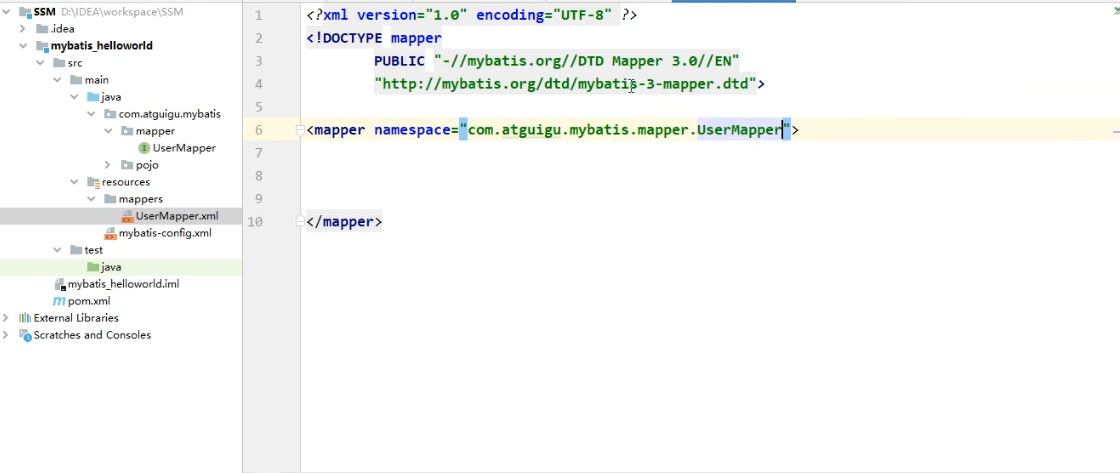 SSM D:\IDEA\workspace\SSM
.idea
mybatis_helloworld
src
main
java
com.atguigu.mybatis
mapper
UserMapper
pojo
resources
mappers
UserMapper.xml
mybatis-config.xml
test
java
mybatis_helloworld.iml
pom.xml
External Libraries
Scratches and Consoles
1 <?xml version="1.0" encoding="UTF-8" ?>
2 <!DOCTYPE mapper
3 PUBLIC "-//mybatis.org//DTD Mapper 3.0//EN"
4 "http://mybatis.org/dtd/mybatis-3-mapper.dtd">
5
6 <mapper namespace="com.atguigu.mybatis.mapper.UserMapper">
7
8
9
10 </mapper>